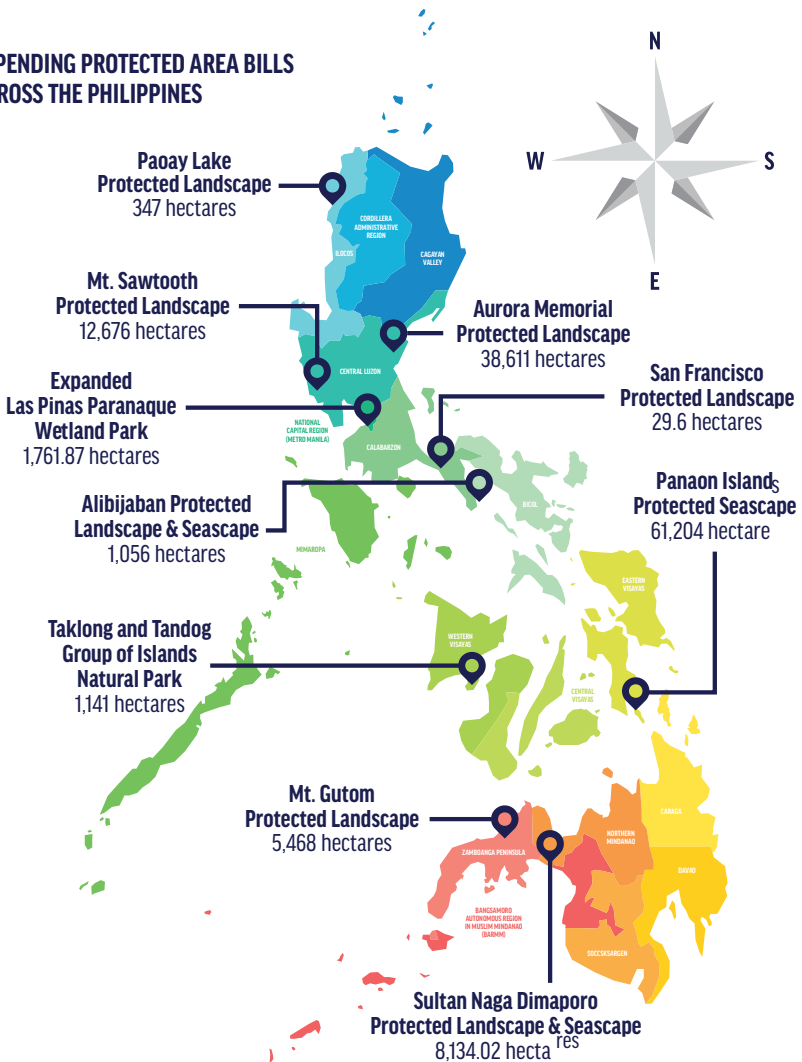 PENDING PROTECTED AREA BILLS
ROSS THE PHILIPPINES
N
W
S
E
Paoay Lake
Protected Landscape
347 hectares
CORDILLERA
ADMINISTRATIVE
REGION
ILOCOS
CAGAYAN
VALLEY
Mt. Sawtooth
Protected Landscape
12,676 hectares
Aurora Memorial
Protected Landscape
38,611 hectares
CENTRAL LUZON
Expanded
Las Pinas Paranaque
Wetland Park
1,761.87 hectares
San Francisco
Protected Landscape
29.6 hectares
NATIONAL
CAPITAL REGION
(METRO MANILA)
CALABARZON
Alibijaban Protected
Landscape & Seascape
1,056 hectares
BICOL
Panaon Islands
Protected Seascape
61,204 hectare
MIMAROPA
EASTERN
VISAYAS
Taklong and Tandog
Group of Islands
Natural Park
1,141 hectares
WESTERN
VISAYAS
CENTRAL
VISAYAS
Mt. Gutom
Protected Landscape
5,468 hectares
CARAGA
NORTHERN
MINDANAO
ZAMBOANGA PENINSULA
DAVAO
BANGSAMORO
AUTONOMOUS REGION
IN MUSLIM MINDANAO
(BARMM)
SOCCSKSARGEN
Sultan Naga Dimaporo
Protected Landscape & Seascape
8,134.02 hectares